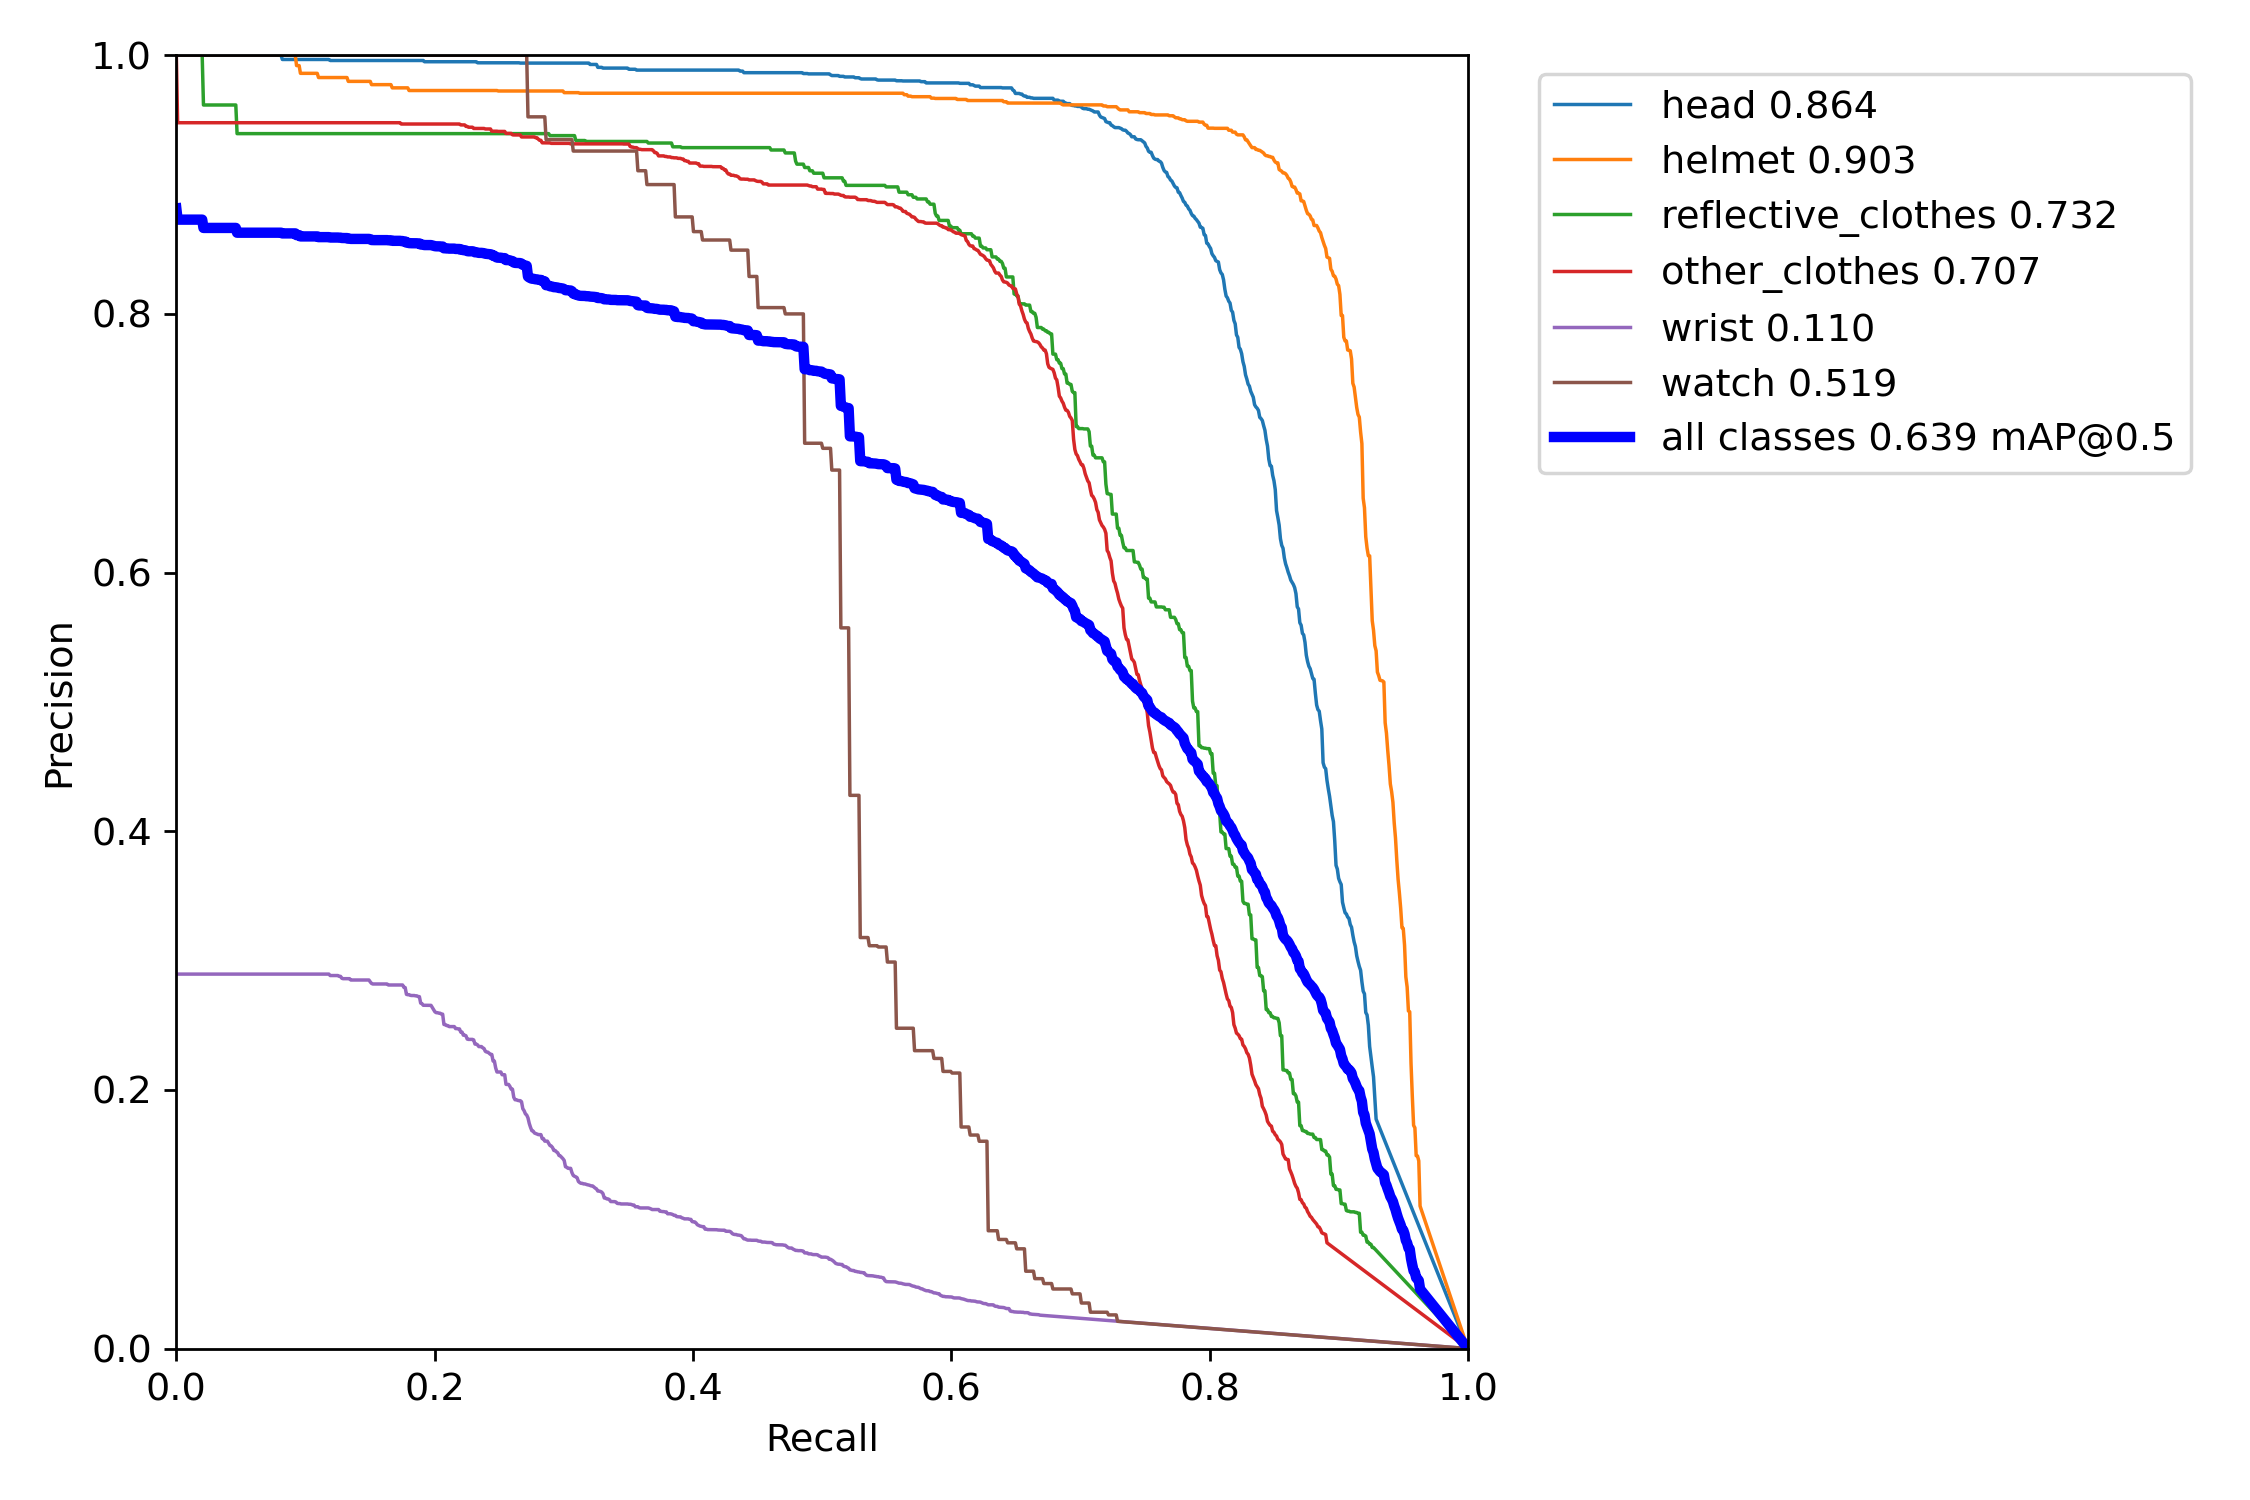 1.0
0.8
0.6
0.4
0.2
0.0
Precision
0.0 0.2 0.4 0.6 0.8 1.0
Recall
head 0.864
helmet 0.903
reflective_clothes 0.732
other_clothes 0.707
wrist 0.110
watch 0.519
all classes 0.639 mAP@0.5